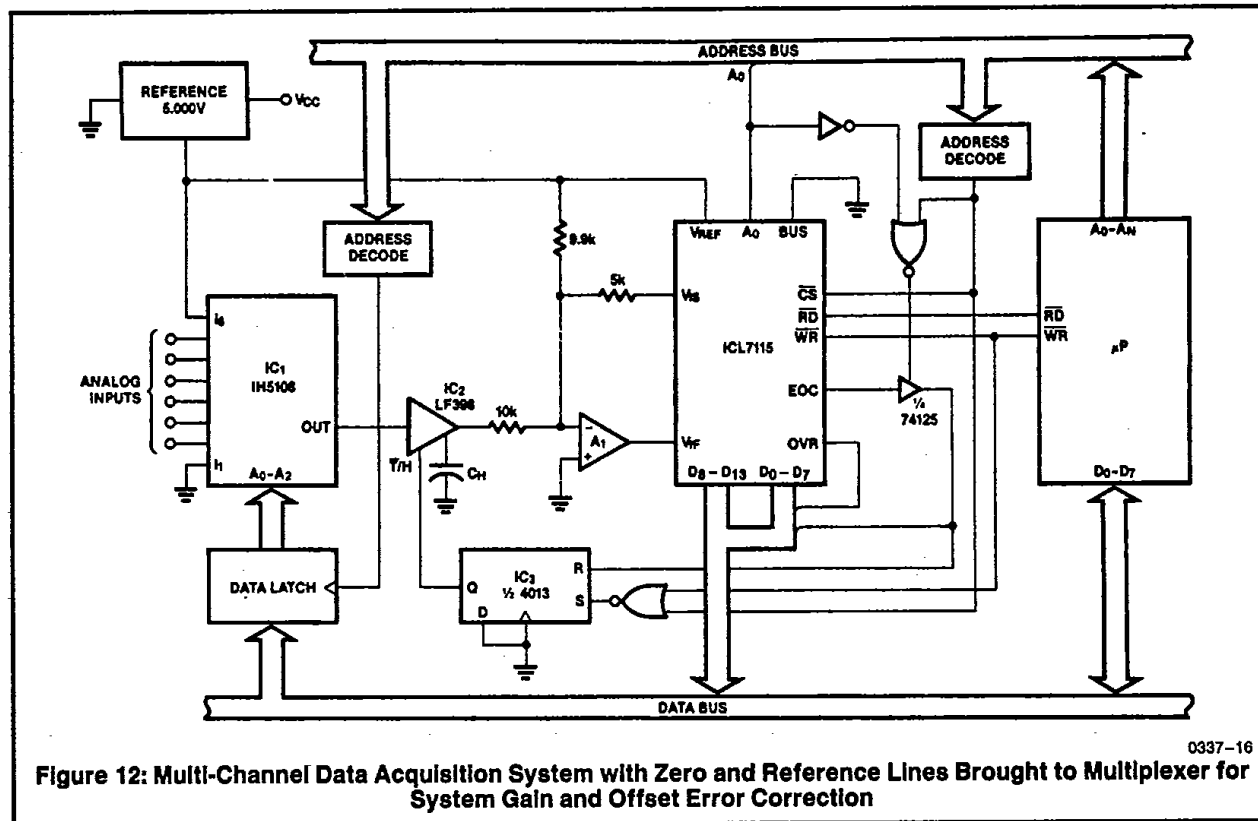 ADDRESS BUS
REFERENCE
5.000V
VCC
A0
ADDRESS
DECODE
ADDRESS
DECODE
9.9k
5k
VREF
A0
BUS
VIS
ICL7115
CS
RD
WR
EOC
OVR
VIF
D8 – D13
D0 – D7
A0–AN
RD
WR
µP
D0–D7
¼
74125
I8
IC1
IH5108
ANALOG
INPUTS
OUT
I1
A0–A2
IC2
LF398
10k
T/H
CH
A1
–
+
DATA LATCH
IC3
½ 4013
Q
D
R
S
DATA BUS
0337–16
Figure 12: Multi-Channel Data Acquisition System with Zero and Reference Lines Brought to Multiplexer for
System Gain and Offset Error Correction